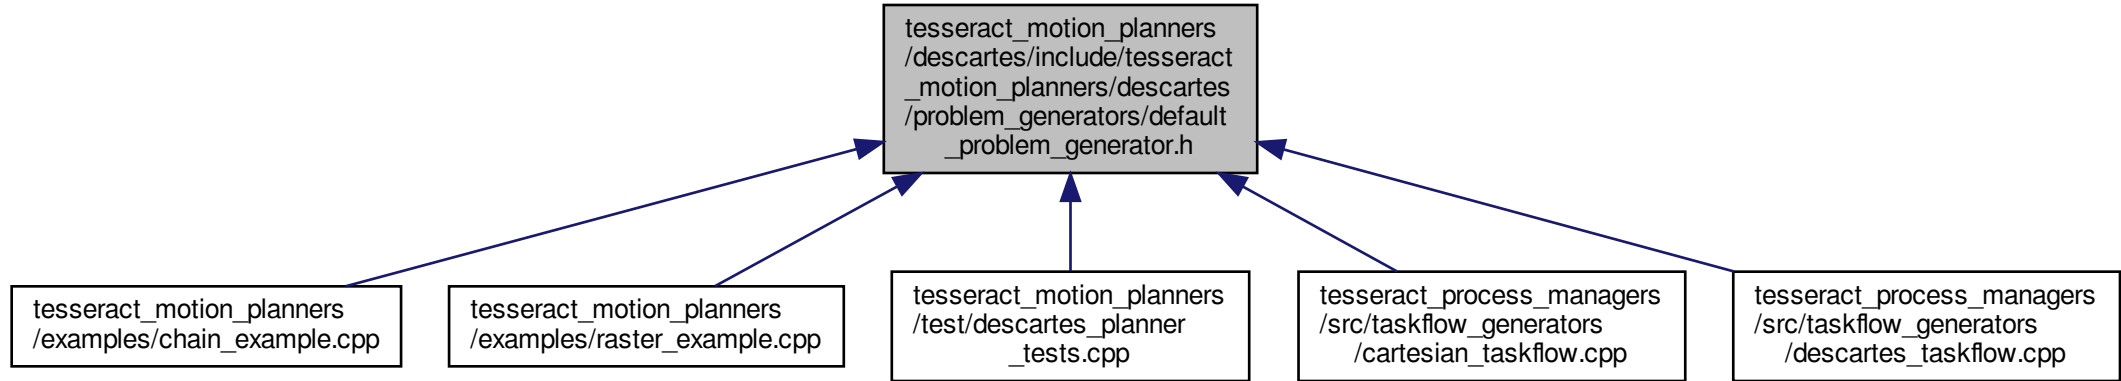 tesseract_motion_planners
/descartes/include/tesseract
_motion_planners/descartes
/problem_generators/default
_problem_generator.h
tesseract_motion_planners
/examples/chain_example.cpp
tesseract_motion_planners
/examples/raster_example.cpp
tesseract_motion_planners
/test/descartes_planner
_tests.cpp
tesseract_process_managers
/src/taskflow_generators
/cartesian_taskflow.cpp
tesseract_process_managers
/src/taskflow_generators
/descartes_taskflow.cpp